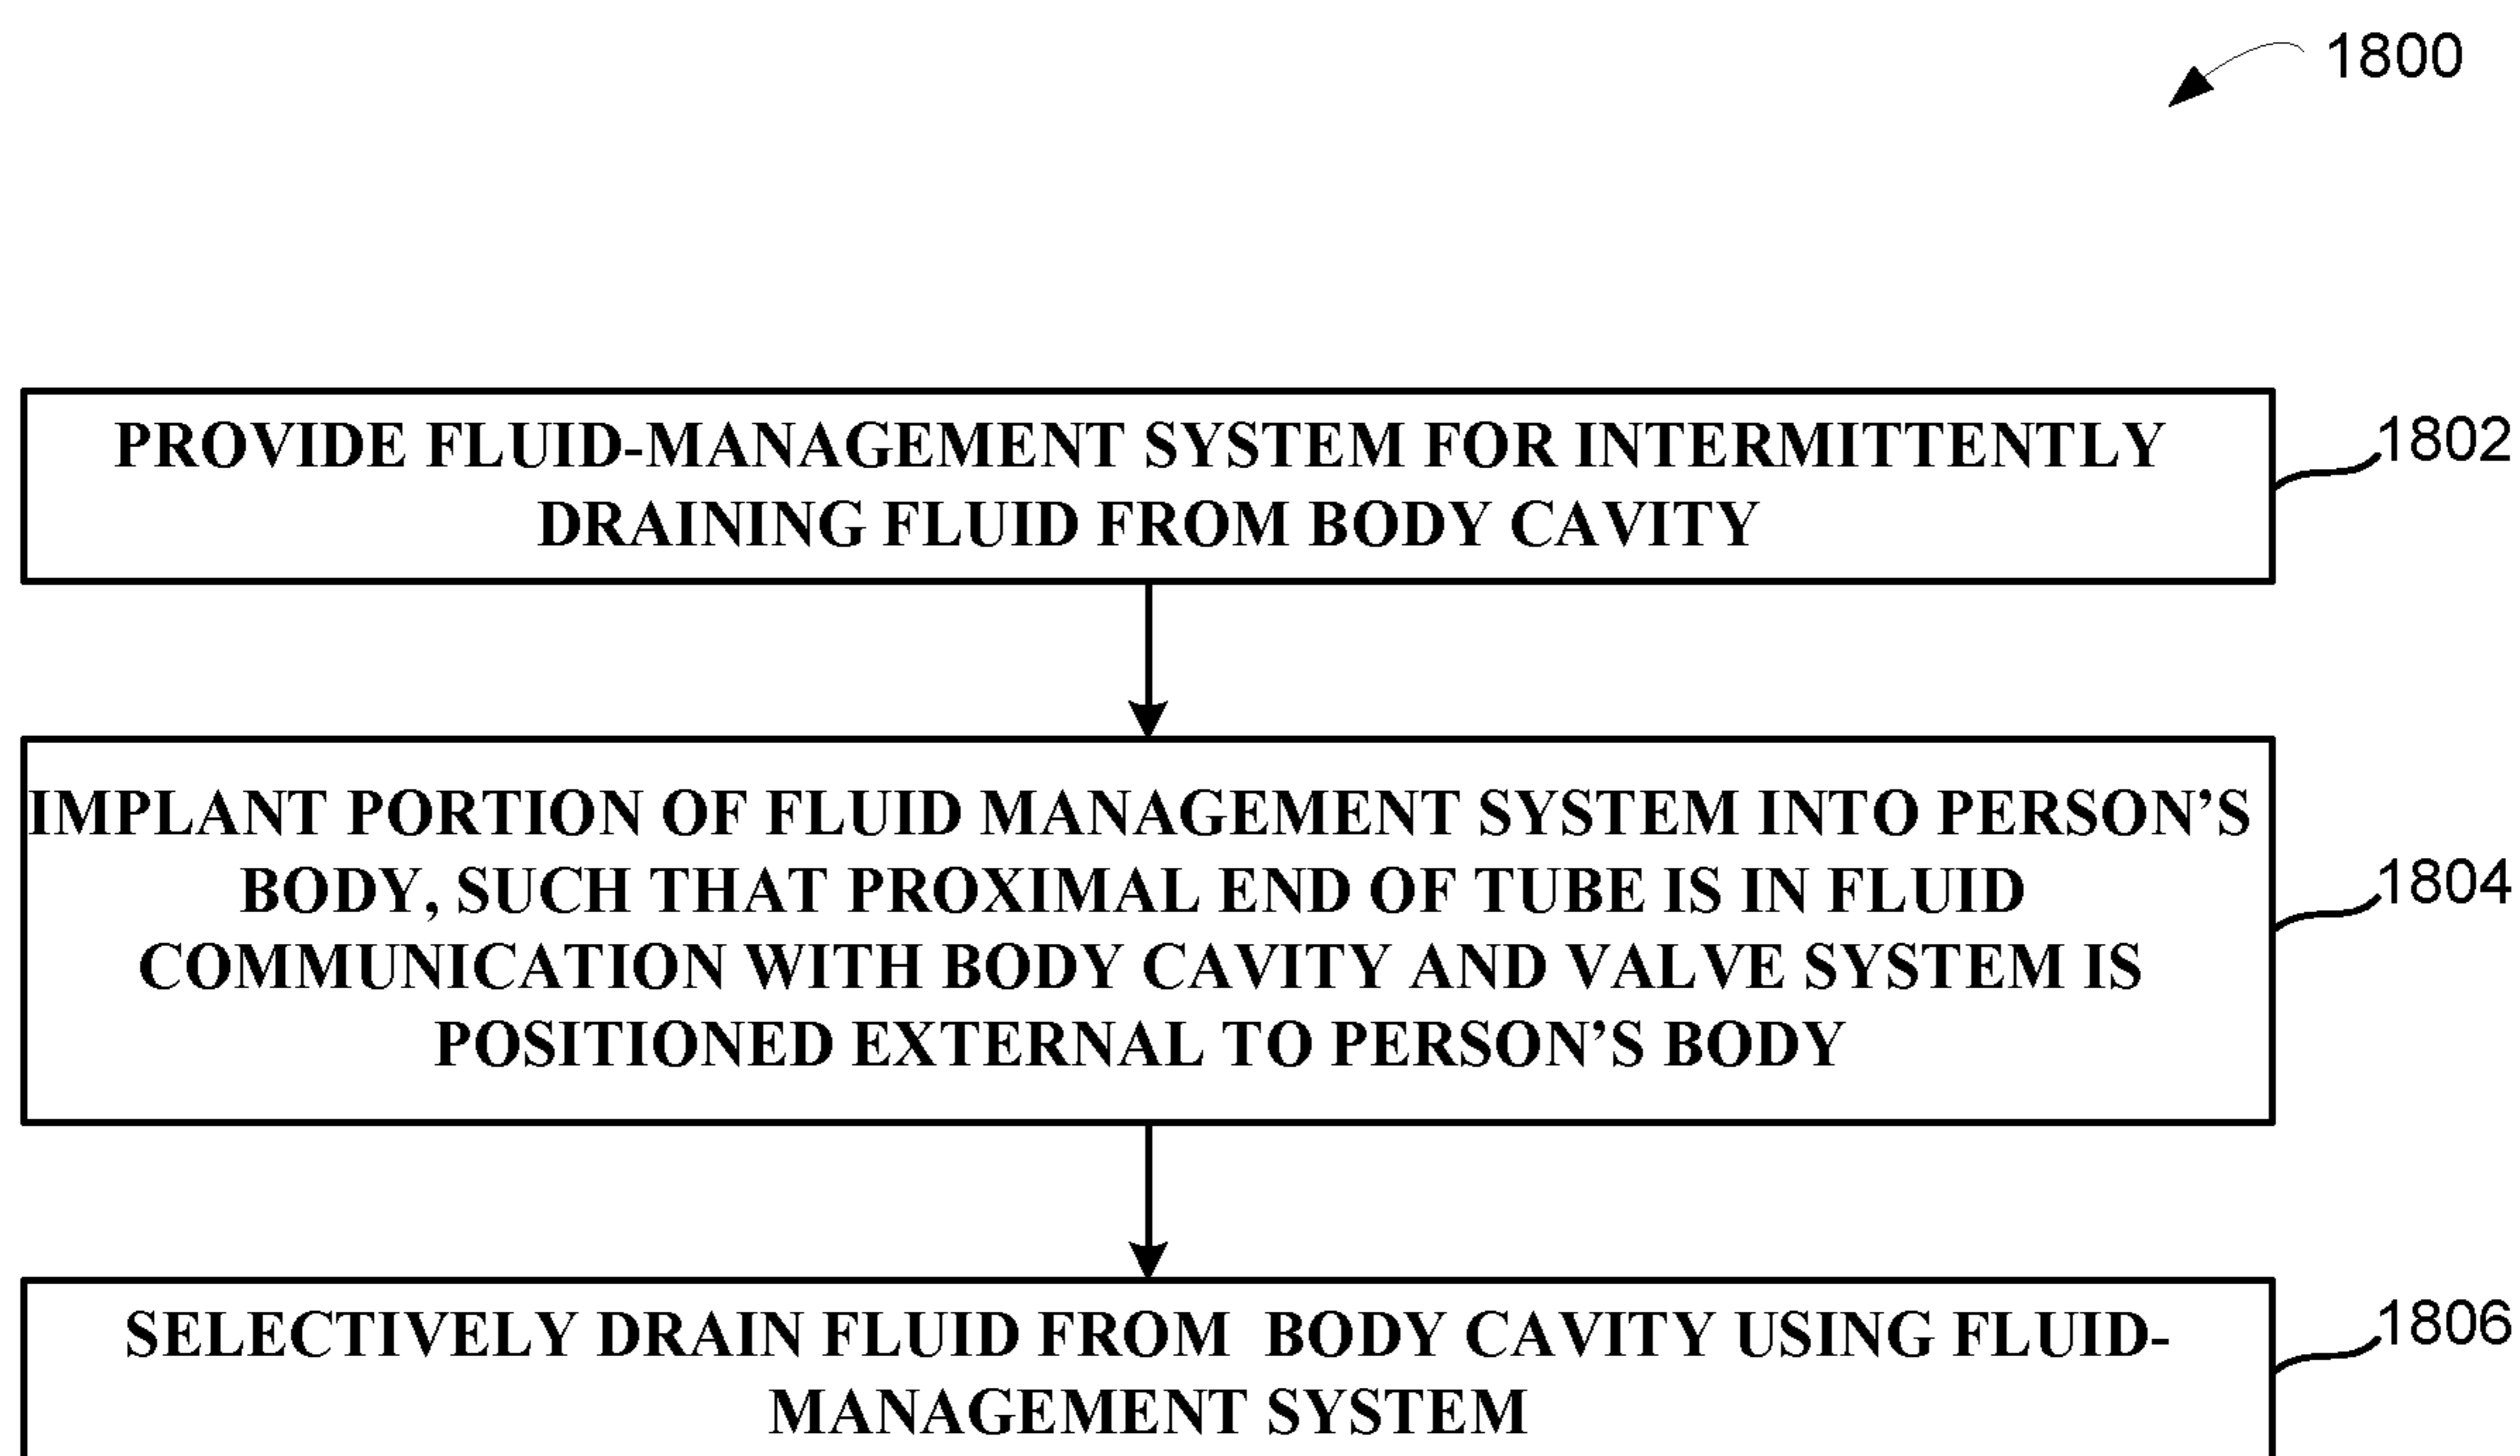 1800
PROVIDE FLUID-MANAGEMENT SYSTEM FOR INTERMITTENTLY
DRAINING FLUID FROM BODY CAVITY
1802
IMPLANT PORTION OF FLUID MANAGEMENT SYSTEM INTO PERSON’S
BODY, SUCH THAT PROXIMAL END OF TUBE IS IN FLUID
COMMUNICATION WITH BODY CAVITY AND VALVE SYSTEM IS
POSITIONED EXTERNAL TO PERSON’S BODY
1804
SELECTIVELY DRAIN FLUID FROM BODY CAVITY USING FLUID-
MANAGEMENT SYSTEM
1806